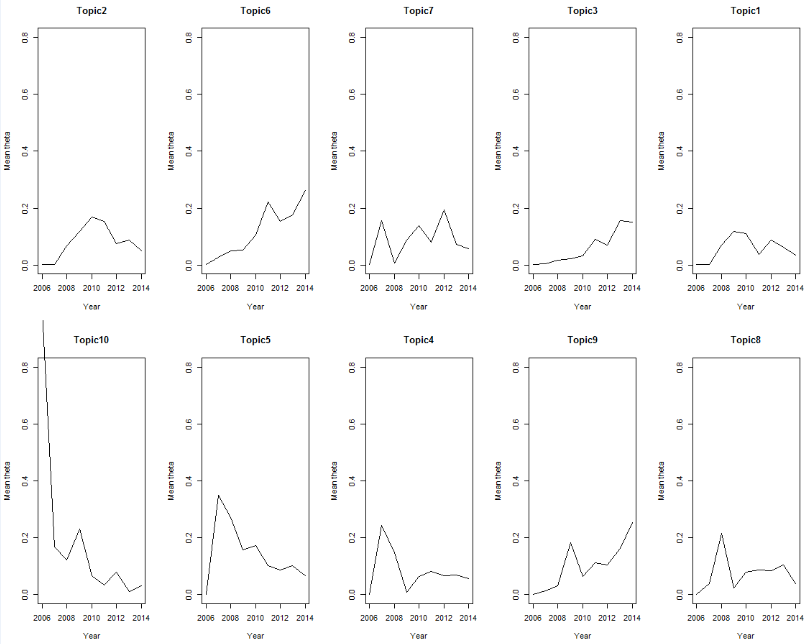 Topic2 Topic6 Topic7 Topic3 Topic1
0.8 0.8 0.8 0.8 0.8
0.6 0.6 0.6 0.6 0.6
0.4 0.4 0.4 0.4 0.4
Mean theta Mean theta Mean theta Mean theta Mean theta
0.2 0.2 0.2 0.2 0.2
0.0 0.0 0.0 0.0 0.0
2006 2008 2010 2012 2014 2006 2008 2010 2012 2014 2006 2008 2010 2012 2014 2006 2008 2010 2012 2014 2006 2008 2010 2012 2014
Year Year Year Year Year
Topic10 Topic5 Topic4 Topic9 Topic8
0.8 0.8 0.8 0.8 0.8
0.6 0.6 0.6 0.6 0.6
0.4 0.4 0.4 0.4 0.4
Mean theta Mean theta Mean theta Mean theta Mean theta
0.2 0.2 0.2 0.2 0.2
0.0 0.0 0.0 0.0 0.0
2006 2008 2010 2012 2014 2006 2008 2010 2012 2014 2006 2008 2010 2012 2014 2006 2008 2010 2012 2014 2006 2008 2010 2012 2014
Year Year Year Year Year